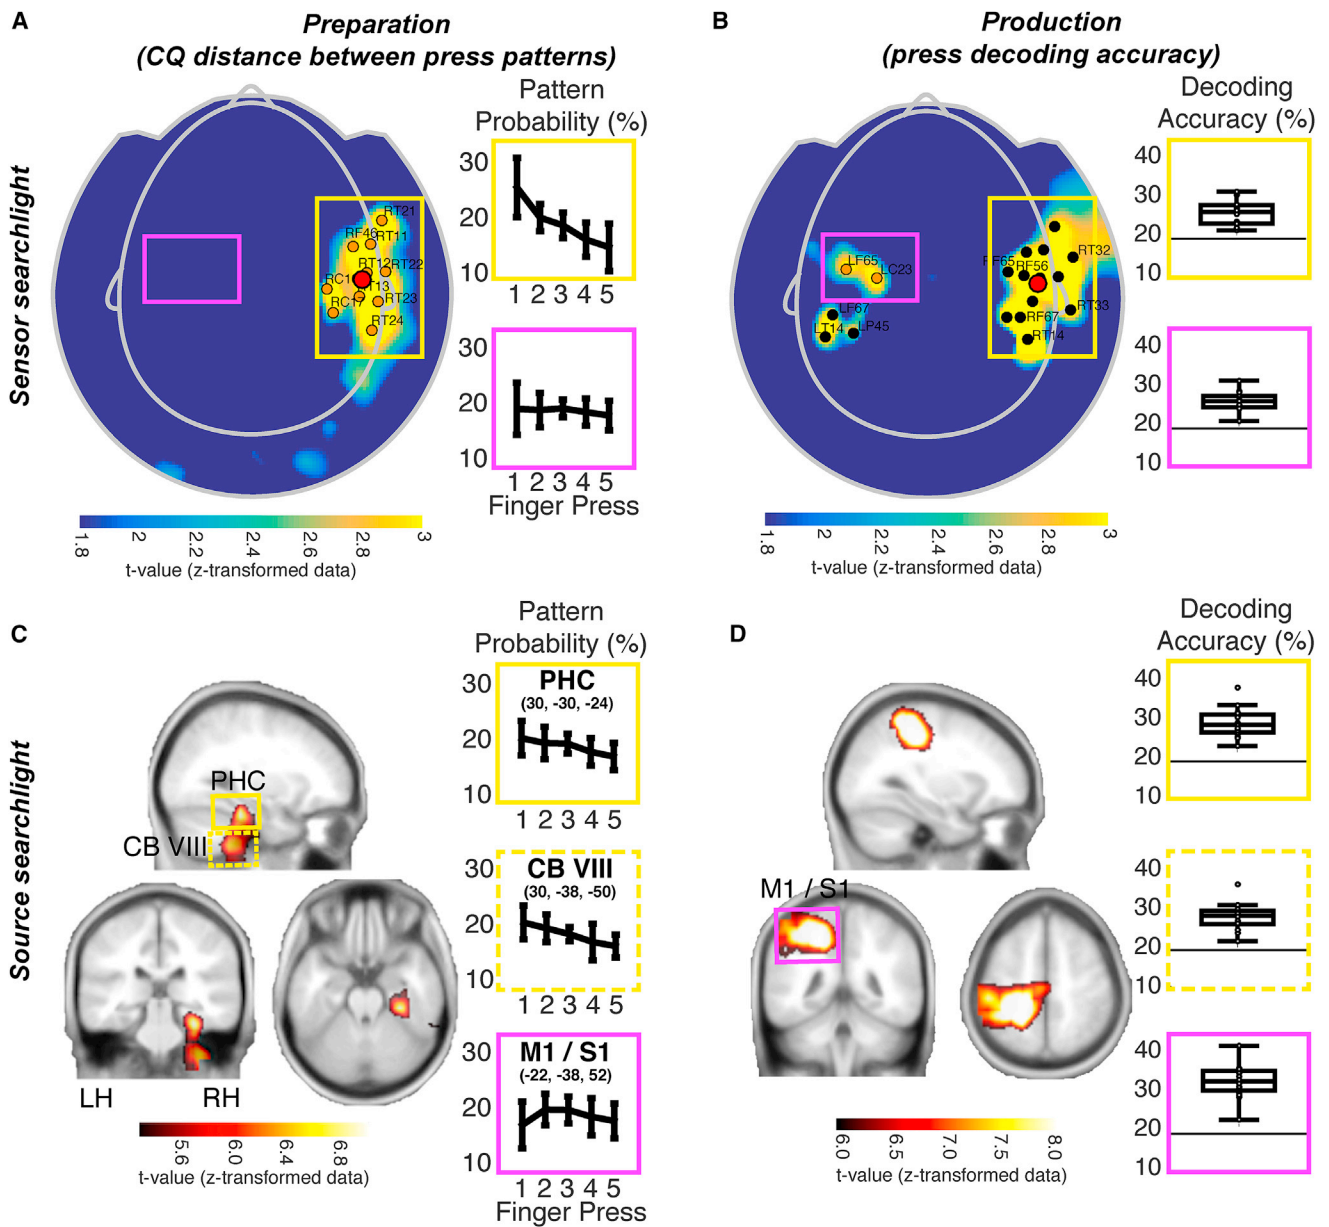 A
Preparation
(CQ distance between press patterns)
Sensor searchlight
Pattern
Probability (%)
30
20
10
1 2 3 4 5
30
20
10
1 2 3 4 5
Finger Press
RT21
RF46
RT11
RT12
RT22
RC1
T13
RC17
RT23
RT24
1.8
2
2.2
2.4
2.6
2.8
3
t-value (z-transformed data)
B
Production
(press decoding accuracy)
Decoding
Accuracy (%)
40
30
20
10
40
30
20
10
LF65
LC23
LF67
LT14
LP45
RF65
RF56
RT32
RT33
RF67
RT14
1.8
2
2.2
2.4
2.6
2.8
3
t-value (z-transformed data)
C
Source searchlight
Pattern
Probability (%)
PHC
CB VIII
LH
RH
30
20
10
PHC
(30, -30, -24)
1 2 3 4 5
30
20
10
CB VIII
(30, -38, -50)
1 2 3 4 5
30
20
10
M1 / S1
(-22, -38, 52)
1 2 3 4 5
Finger Press
5.6
6.0
6.4
6.8
t-value (z-transformed data)
D
Decoding
Accuracy (%)
M1 / S1
40
30
20
10
40
30
20
10
40
30
20
10
6.0
6.5
7.0
7.5
8.0
t-value (z-transformed data)